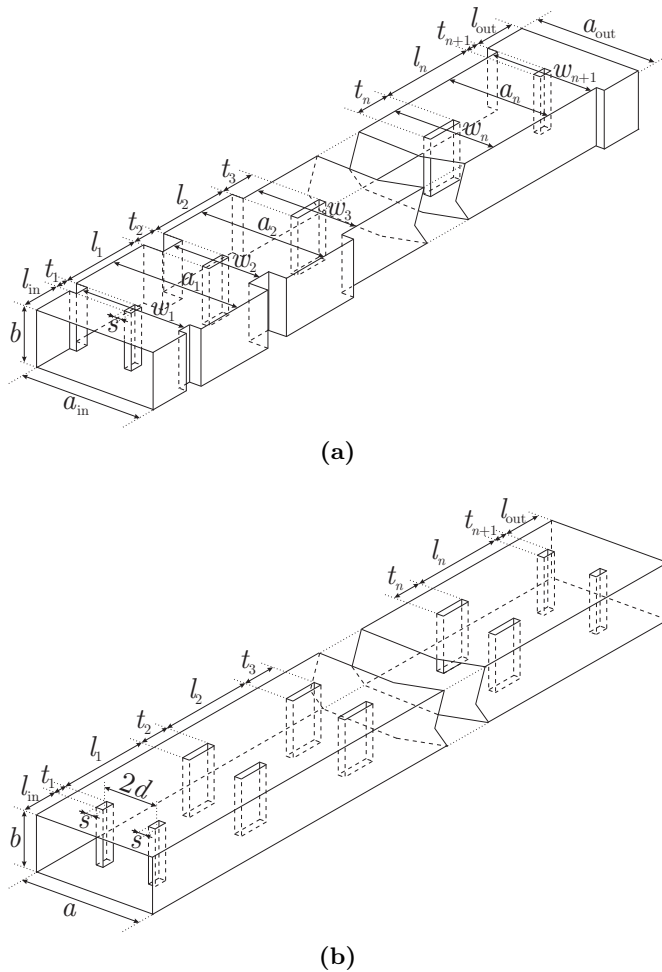 l_out
t_{n+1}
a_out
l_n
w_{n+1}
t_n
a_n
w_n
t_3
l_2
t_2
w_3
l_1
a_2
t_1
w_2
l_in
a_1
w_1
s
b
a_in
(a)
l_out
t_{n+1}
l_n
t_n
t_3
l_2
t_2
l_1
t_1
2d
l_in
s
s
b
a
(b)